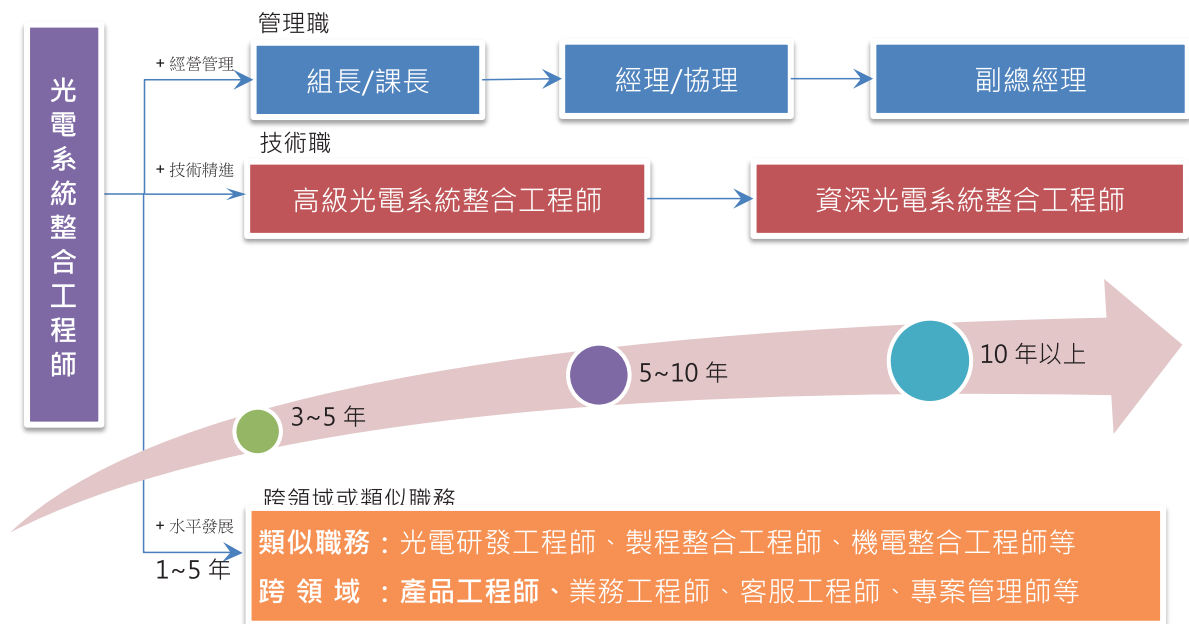 光電系統整合工程師
管理職
+ 經營管理
組長/課長
經理/協理
副總經理
技術職
+ 技術精進
高級光電系統整合工程師
資深光電系統整合工程師
3~5 年
5~10 年
10 年以上
跨領域或類似職務
+ 水平發展
1~5 年
類似職務：光電研發工程師、製程整合工程師、機電整合工程師等
跨 領 域 ：產品工程師、業務工程師、客服工程師、專案管理師等